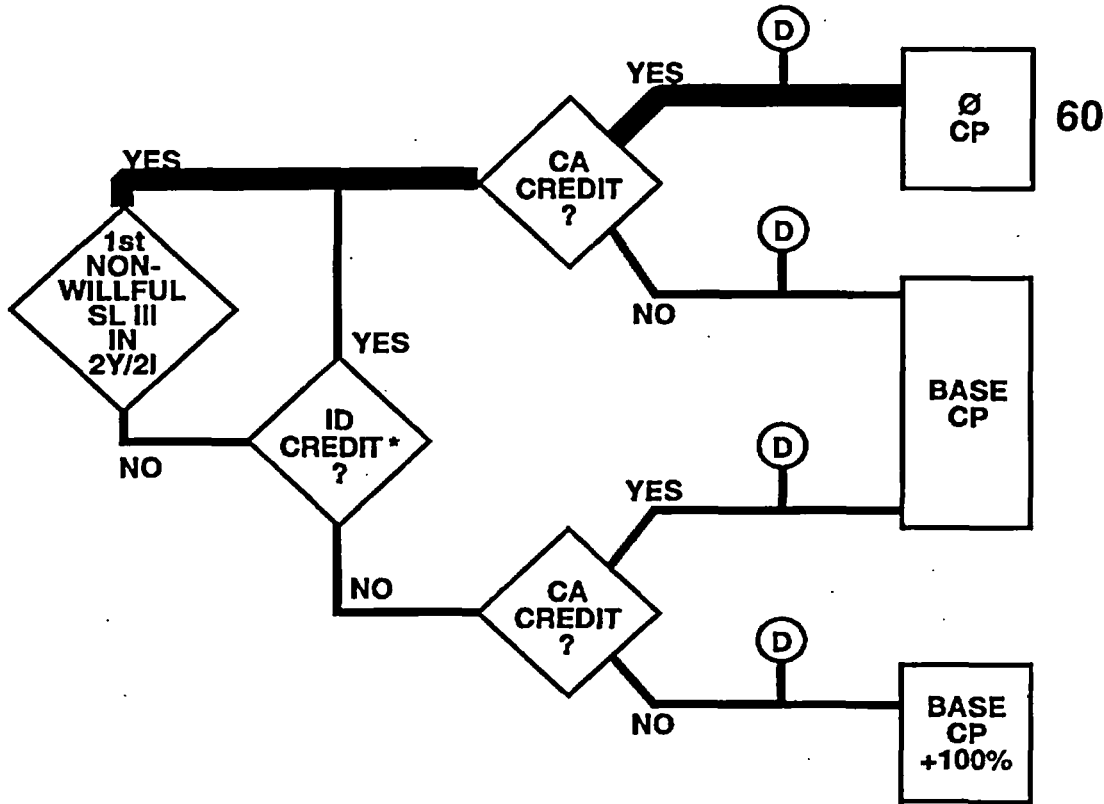 D
YES
Ø
CP
60
CA
CREDIT
?
YES
1st
NON-
WILLFUL
SL III
IN
2Y/2I
D
NO
YES
ID
CREDIT*
?
NO
BASE
CP
D
YES
NO
CA
CREDIT
?
D
NO
BASE
CP
+100%